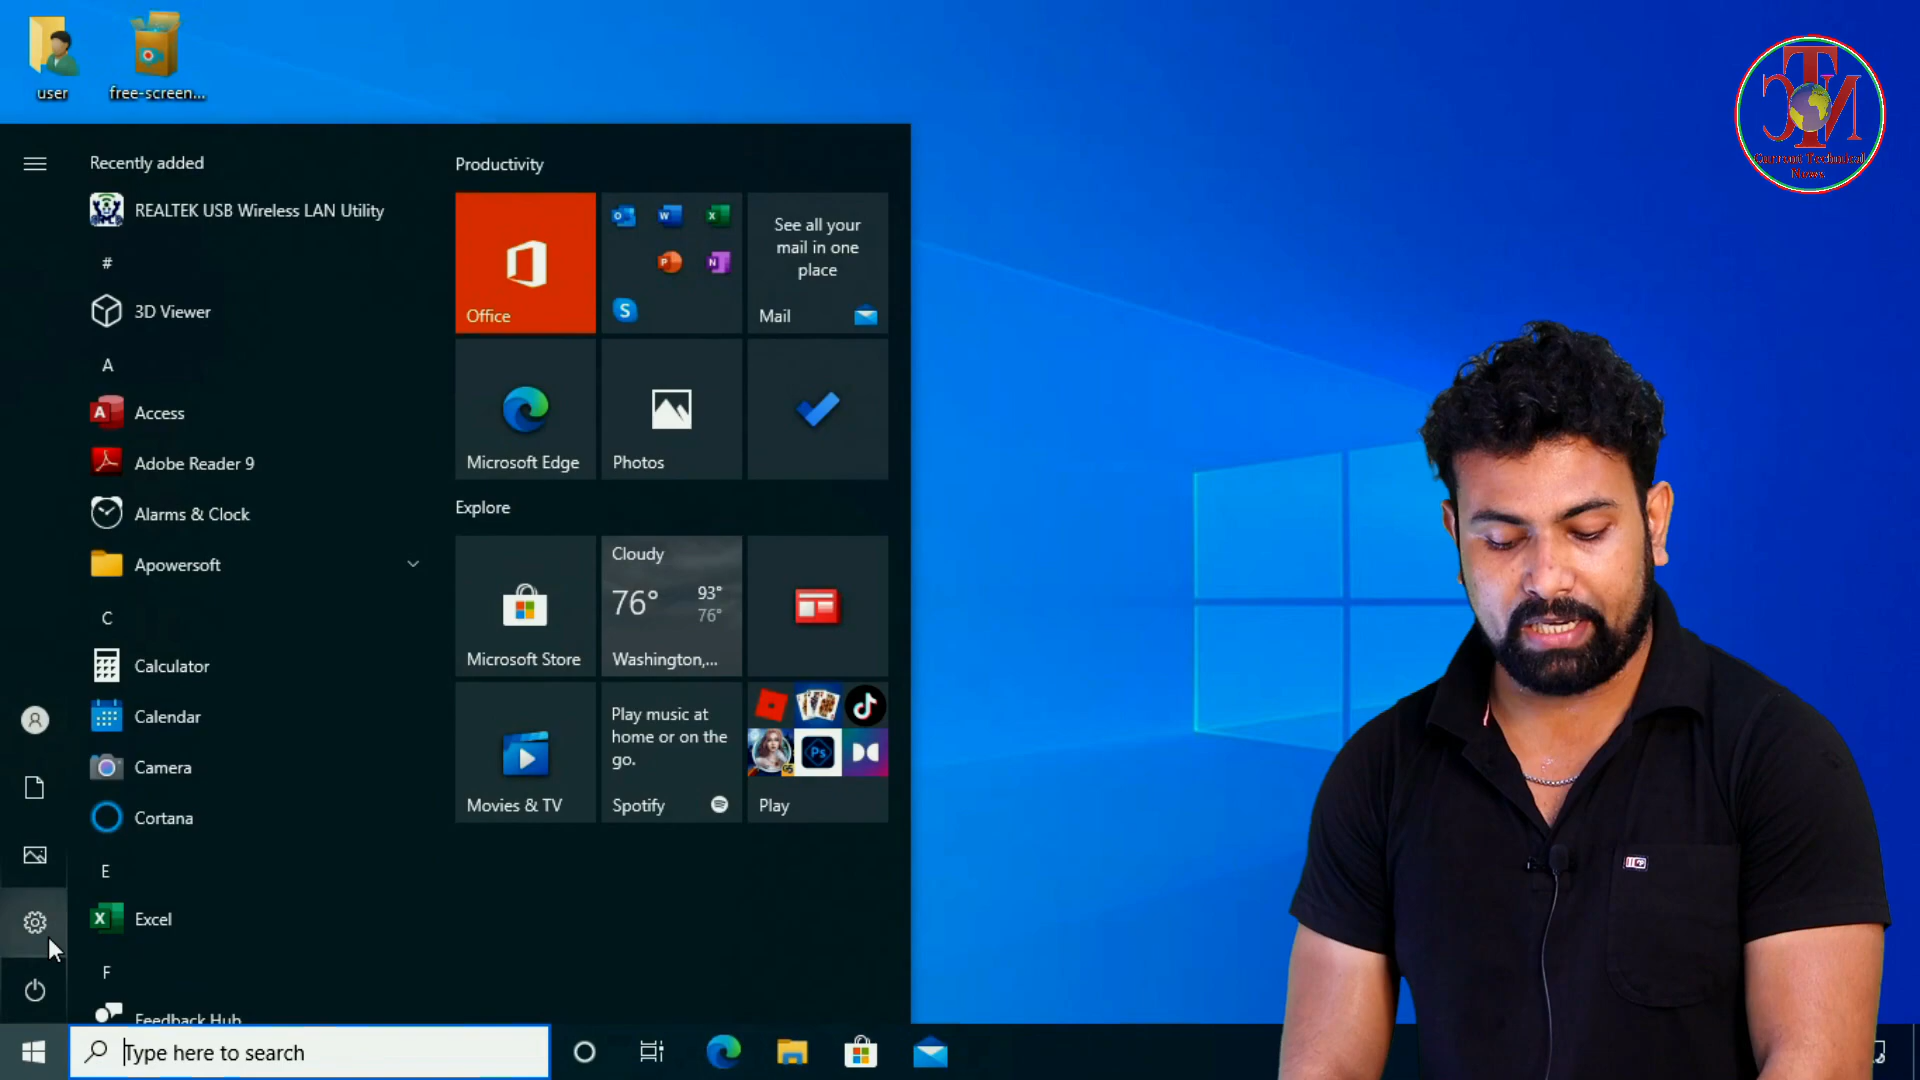 user
free-screen...
Current Technical
News
Recently added
REALTEK USB Wireless LAN Utility
#
3D Viewer
A
Access
Adobe Reader 9
Alarms & Clock
Apowersoft
C
Calculator
Calendar
Camera
Cortana
E
Excel
F
Feedback Hub
Productivity
Office
See all your
mail in one
place
Mail
Microsoft Edge
Photos
Explore
Microsoft Store
Cloudy
76° 93°
76°
Washington,...
Movies & TV
Play music at
home or on the
go.
Spotify
Play
Type here to search